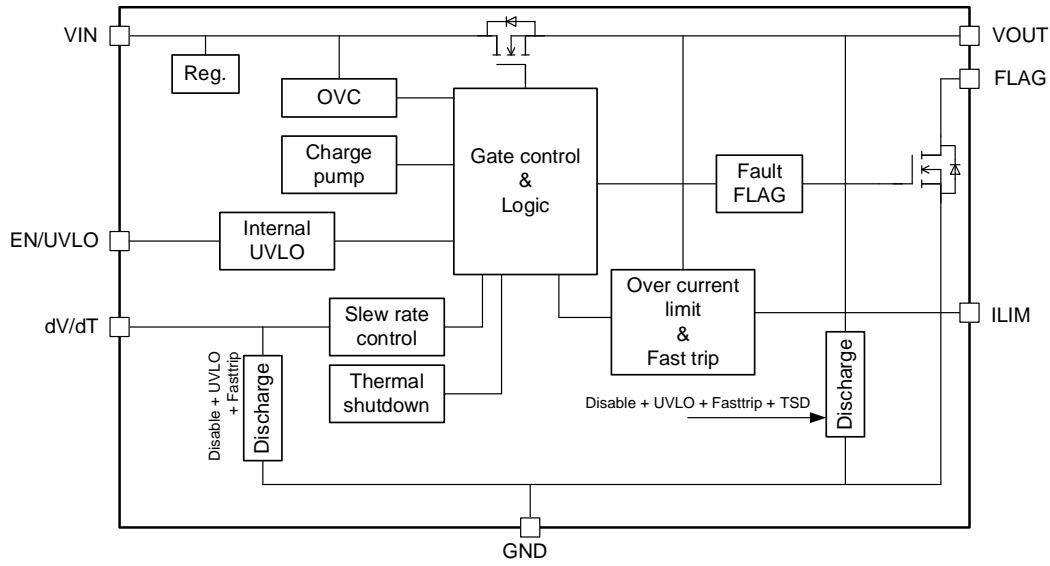 VIN
VOUT
Reg.
OVC
FLAG
Charge
pump
Gate control
&
Logic
Fault
FLAG
EN/UVLO
Internal
UVLO
dV/dT
Slew rate
control
Over current
limit
&
Fast trip
ILIM
Thermal
shutdown
Disable + UVLO
+ Fasttrip
Discharge
Disable + UVLO + Fasttrip + TSD
Discharge
GND